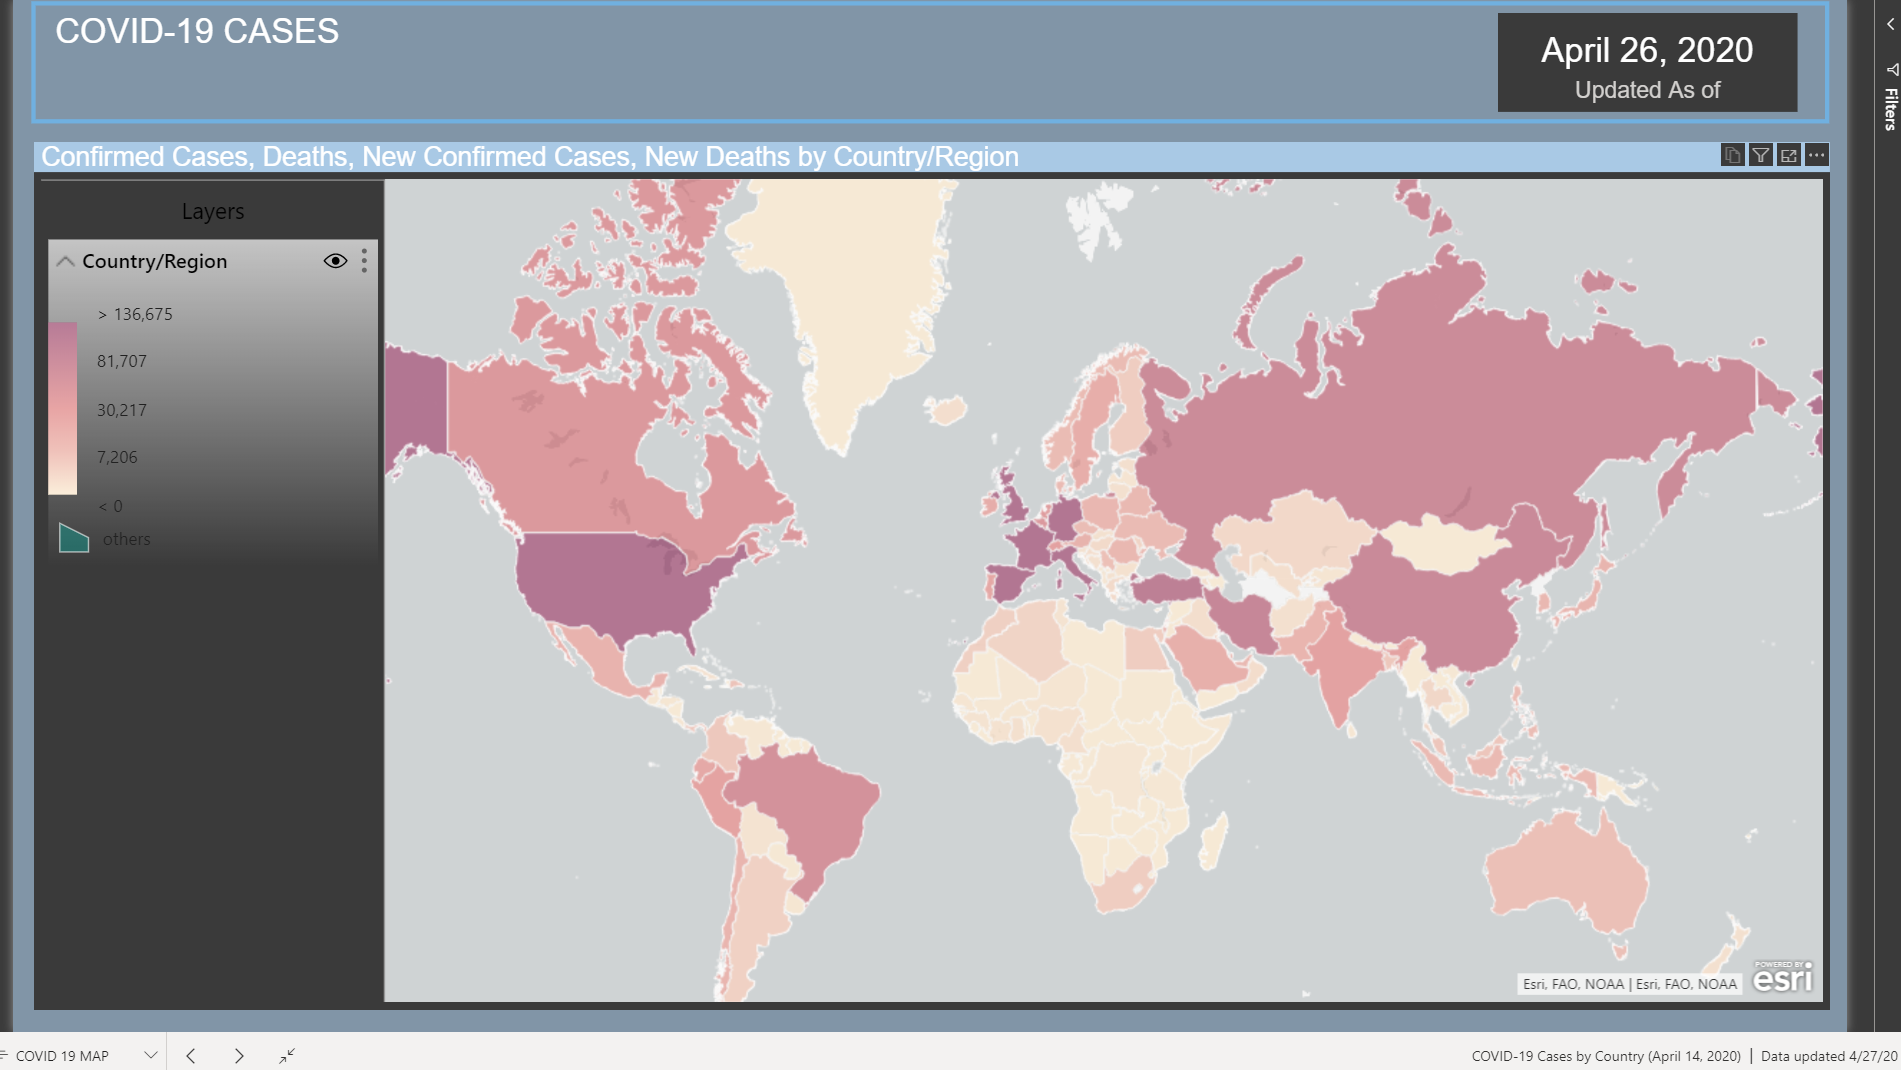 COVID-19 CASES
April 26, 2020
Updated As of
Filters
Confirmed Cases, Deaths, New Confirmed Cases, New Deaths by Country/Region
Layers
Country/Region
> 136,675
81,707
30,217
7,206
< 0
others
Esri, FAO, NOAA | Esri, FAO, NOAA
POWERED BY
esri
COVID 19 MAP
COVID-19 Cases by Country (April 14, 2020) | Data updated 4/27/20